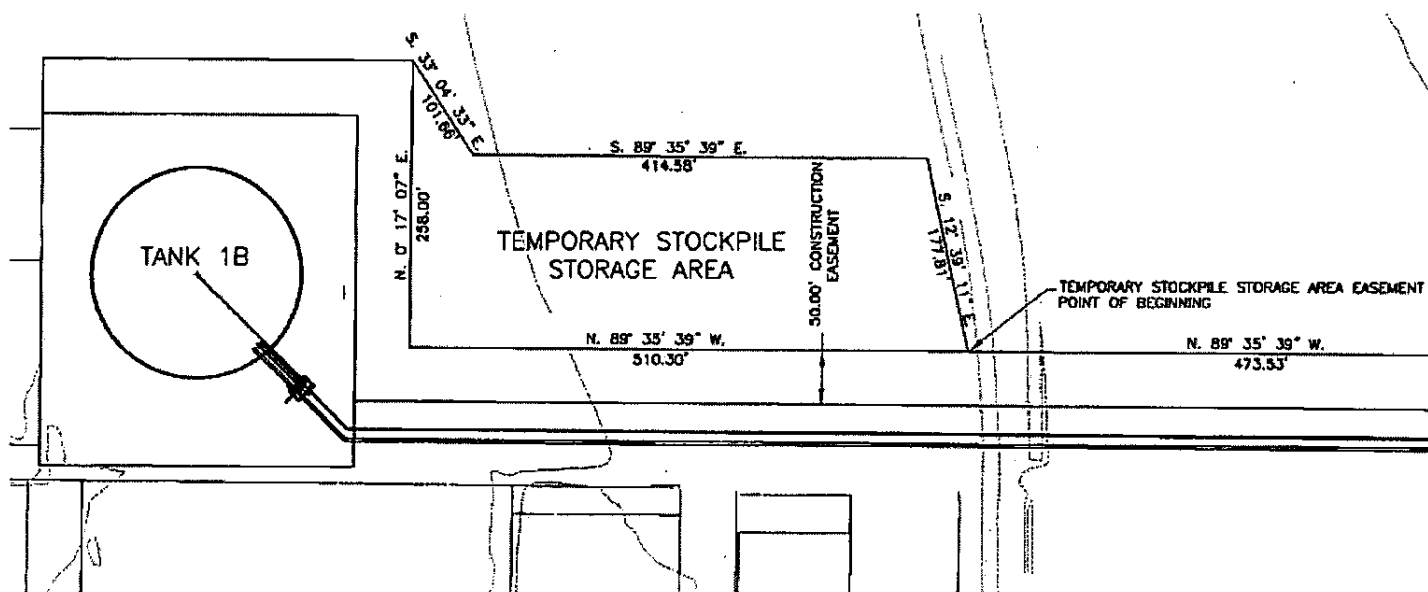 S. 33° 04' 33" E.
101.66'
S. 89° 35' 39" E.
414.58'
N. 0° 17' 07" E.
258.00'
TANK 1B
TEMPORARY STOCKPILE
STORAGE AREA
50.00' CONSTRUCTION
EASEMENT
S. 12° 39' 11" E.
177.81'
TEMPORARY STOCKPILE STORAGE AREA EASEMENT
POINT OF BEGINNING
N. 89° 35' 39" W.
510.30'
N. 89° 35' 39" W.
473.53'